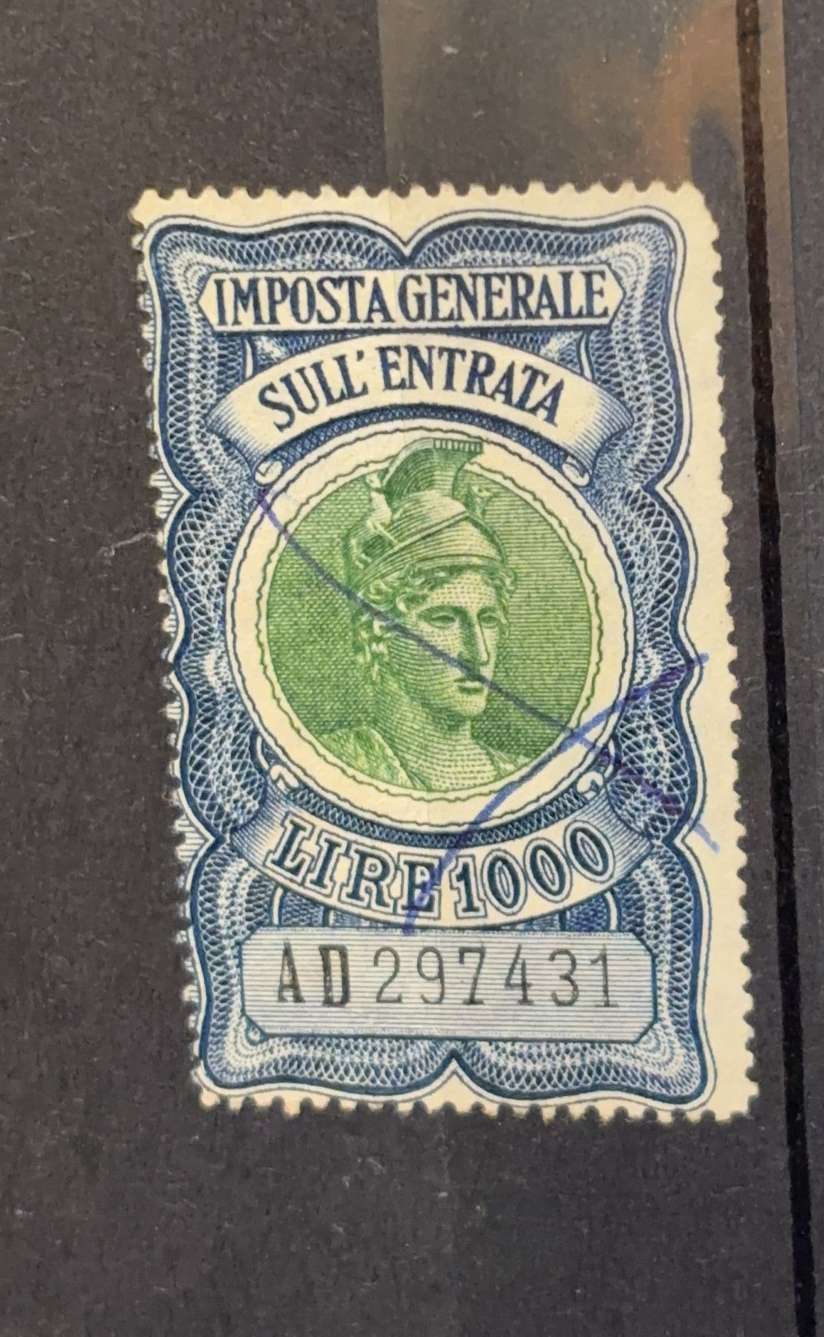 IMPOSTA GENERALE
SULL'ENTRATA
LIRE 1000
AD 297431